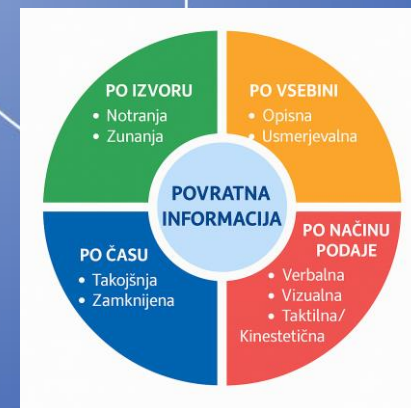 PO IZVORU
• Notranja
• Zunanja
PO VSEBINI
• Opisna
• Usmerjevalna
POVRATNA
INFORMACIJA
PO ČASU
• Takojšnja
• Zamknijena
PO NAČINU
PODAJE
• Verbalna
• Vizualna
• Taktilna/
Kinestetična